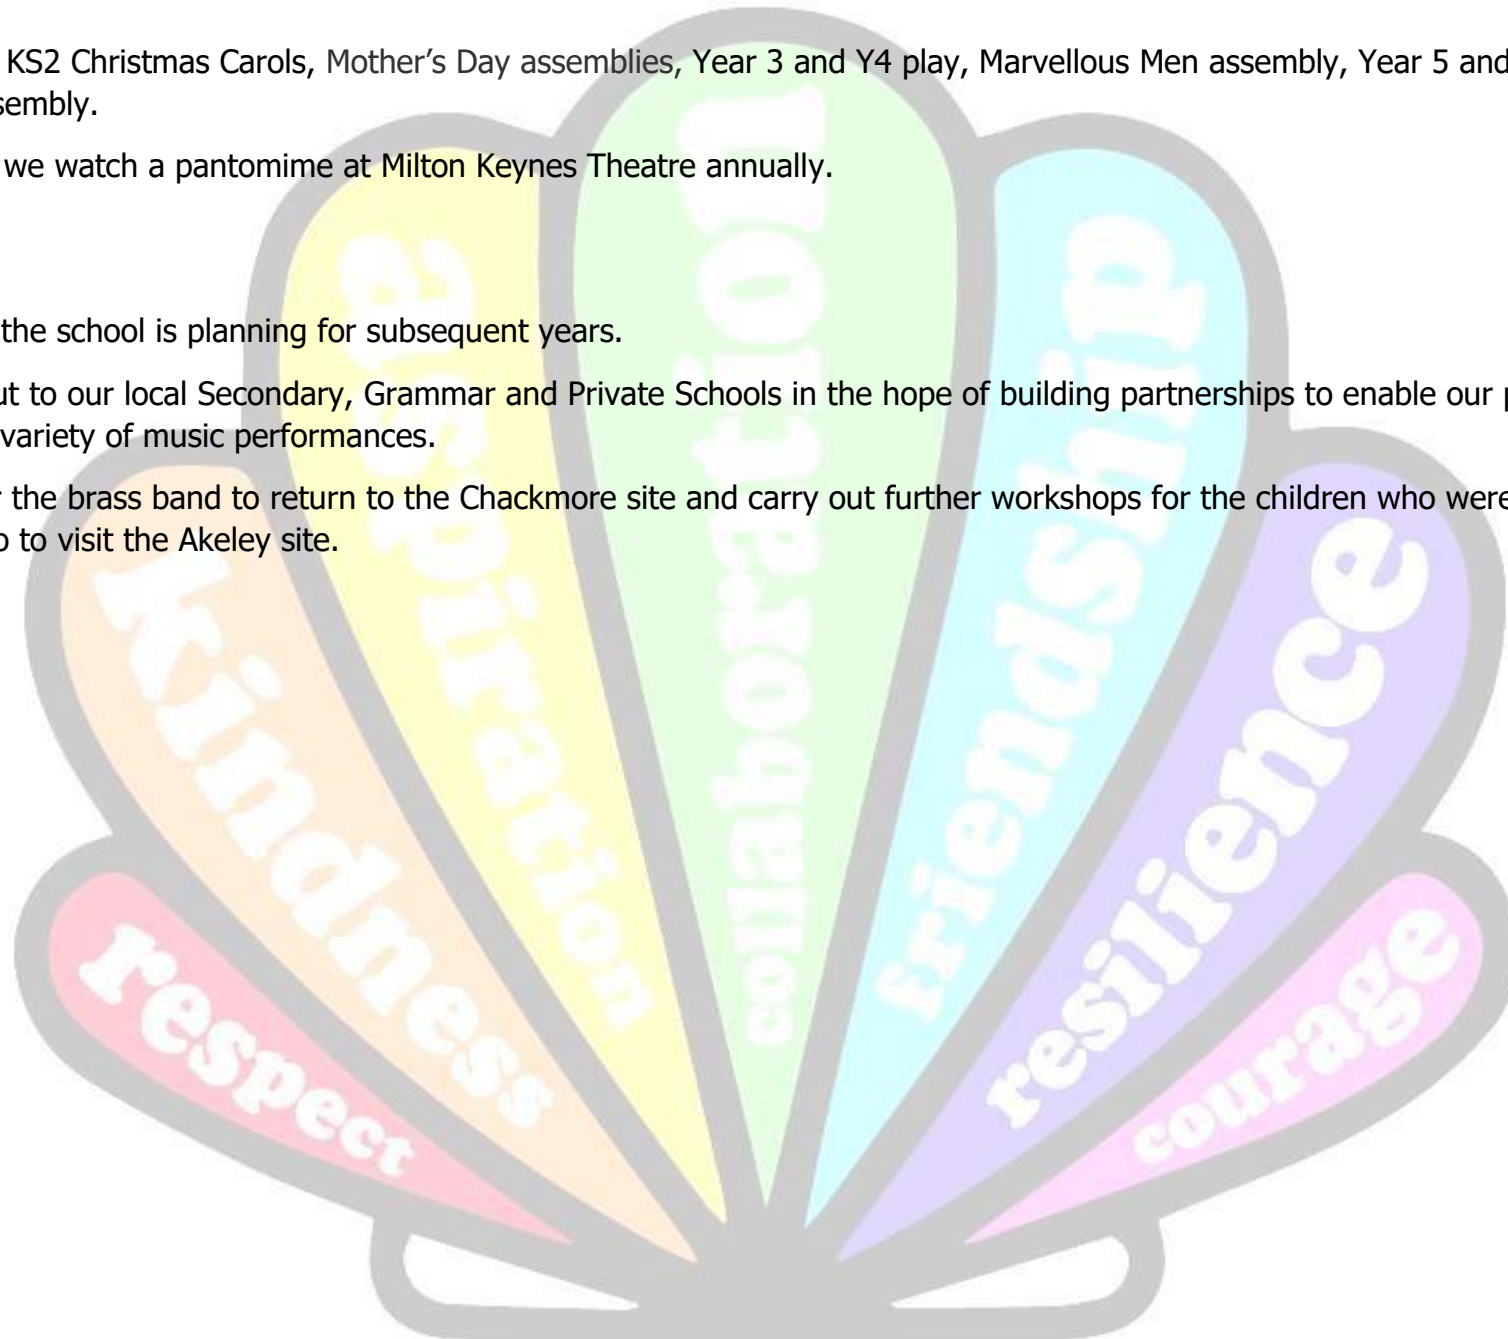 KS2 Christmas Carols, Mother's Day assemblies, Year 3 and Y4 play, Marvellous Men assembly, Year 5 and
sembly.
we watch a pantomime at Milton Keynes Theatre annually.
the school is planning for subsequent years.
ut to our local Secondary, Grammar and Private Schools in the hope of building partnerships to enable our p
variety of music performances.
r the brass band to return to the Chackmore site and carry out further workshops for the children who were
o to visit the Akeley site.
respect
kindness
aspiration
collaboration
friendship
resilience
courage